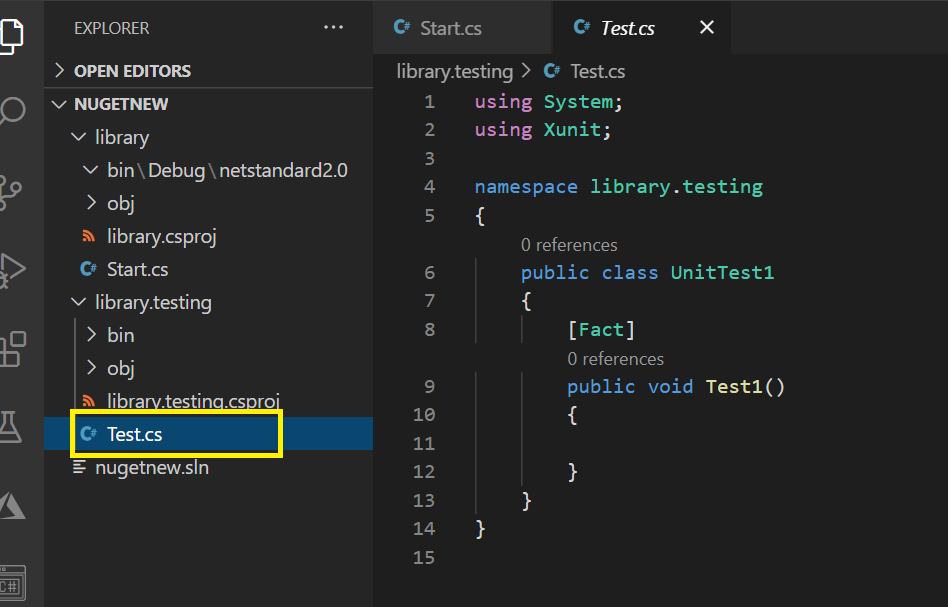 EXPLORER
···
OPEN EDITORS
NUGETNEW
library
bin\Debug\netstandard2.0
obj
library.csproj
C# Start.cs
library.testing
bin
obj
library.testing.csproj
C# Test.cs
nugetnew.sln
C#
C# Start.cs
C# Test.cs
library.testing > C# Test.cs
1 using System;
2 using Xunit;
3
4 namespace library.testing
5 {
0 references
6 public class UnitTest1
7 {
8 [Fact]
0 references
9 public void Test1()
10 {
11
12 }
13 }
14 }
15